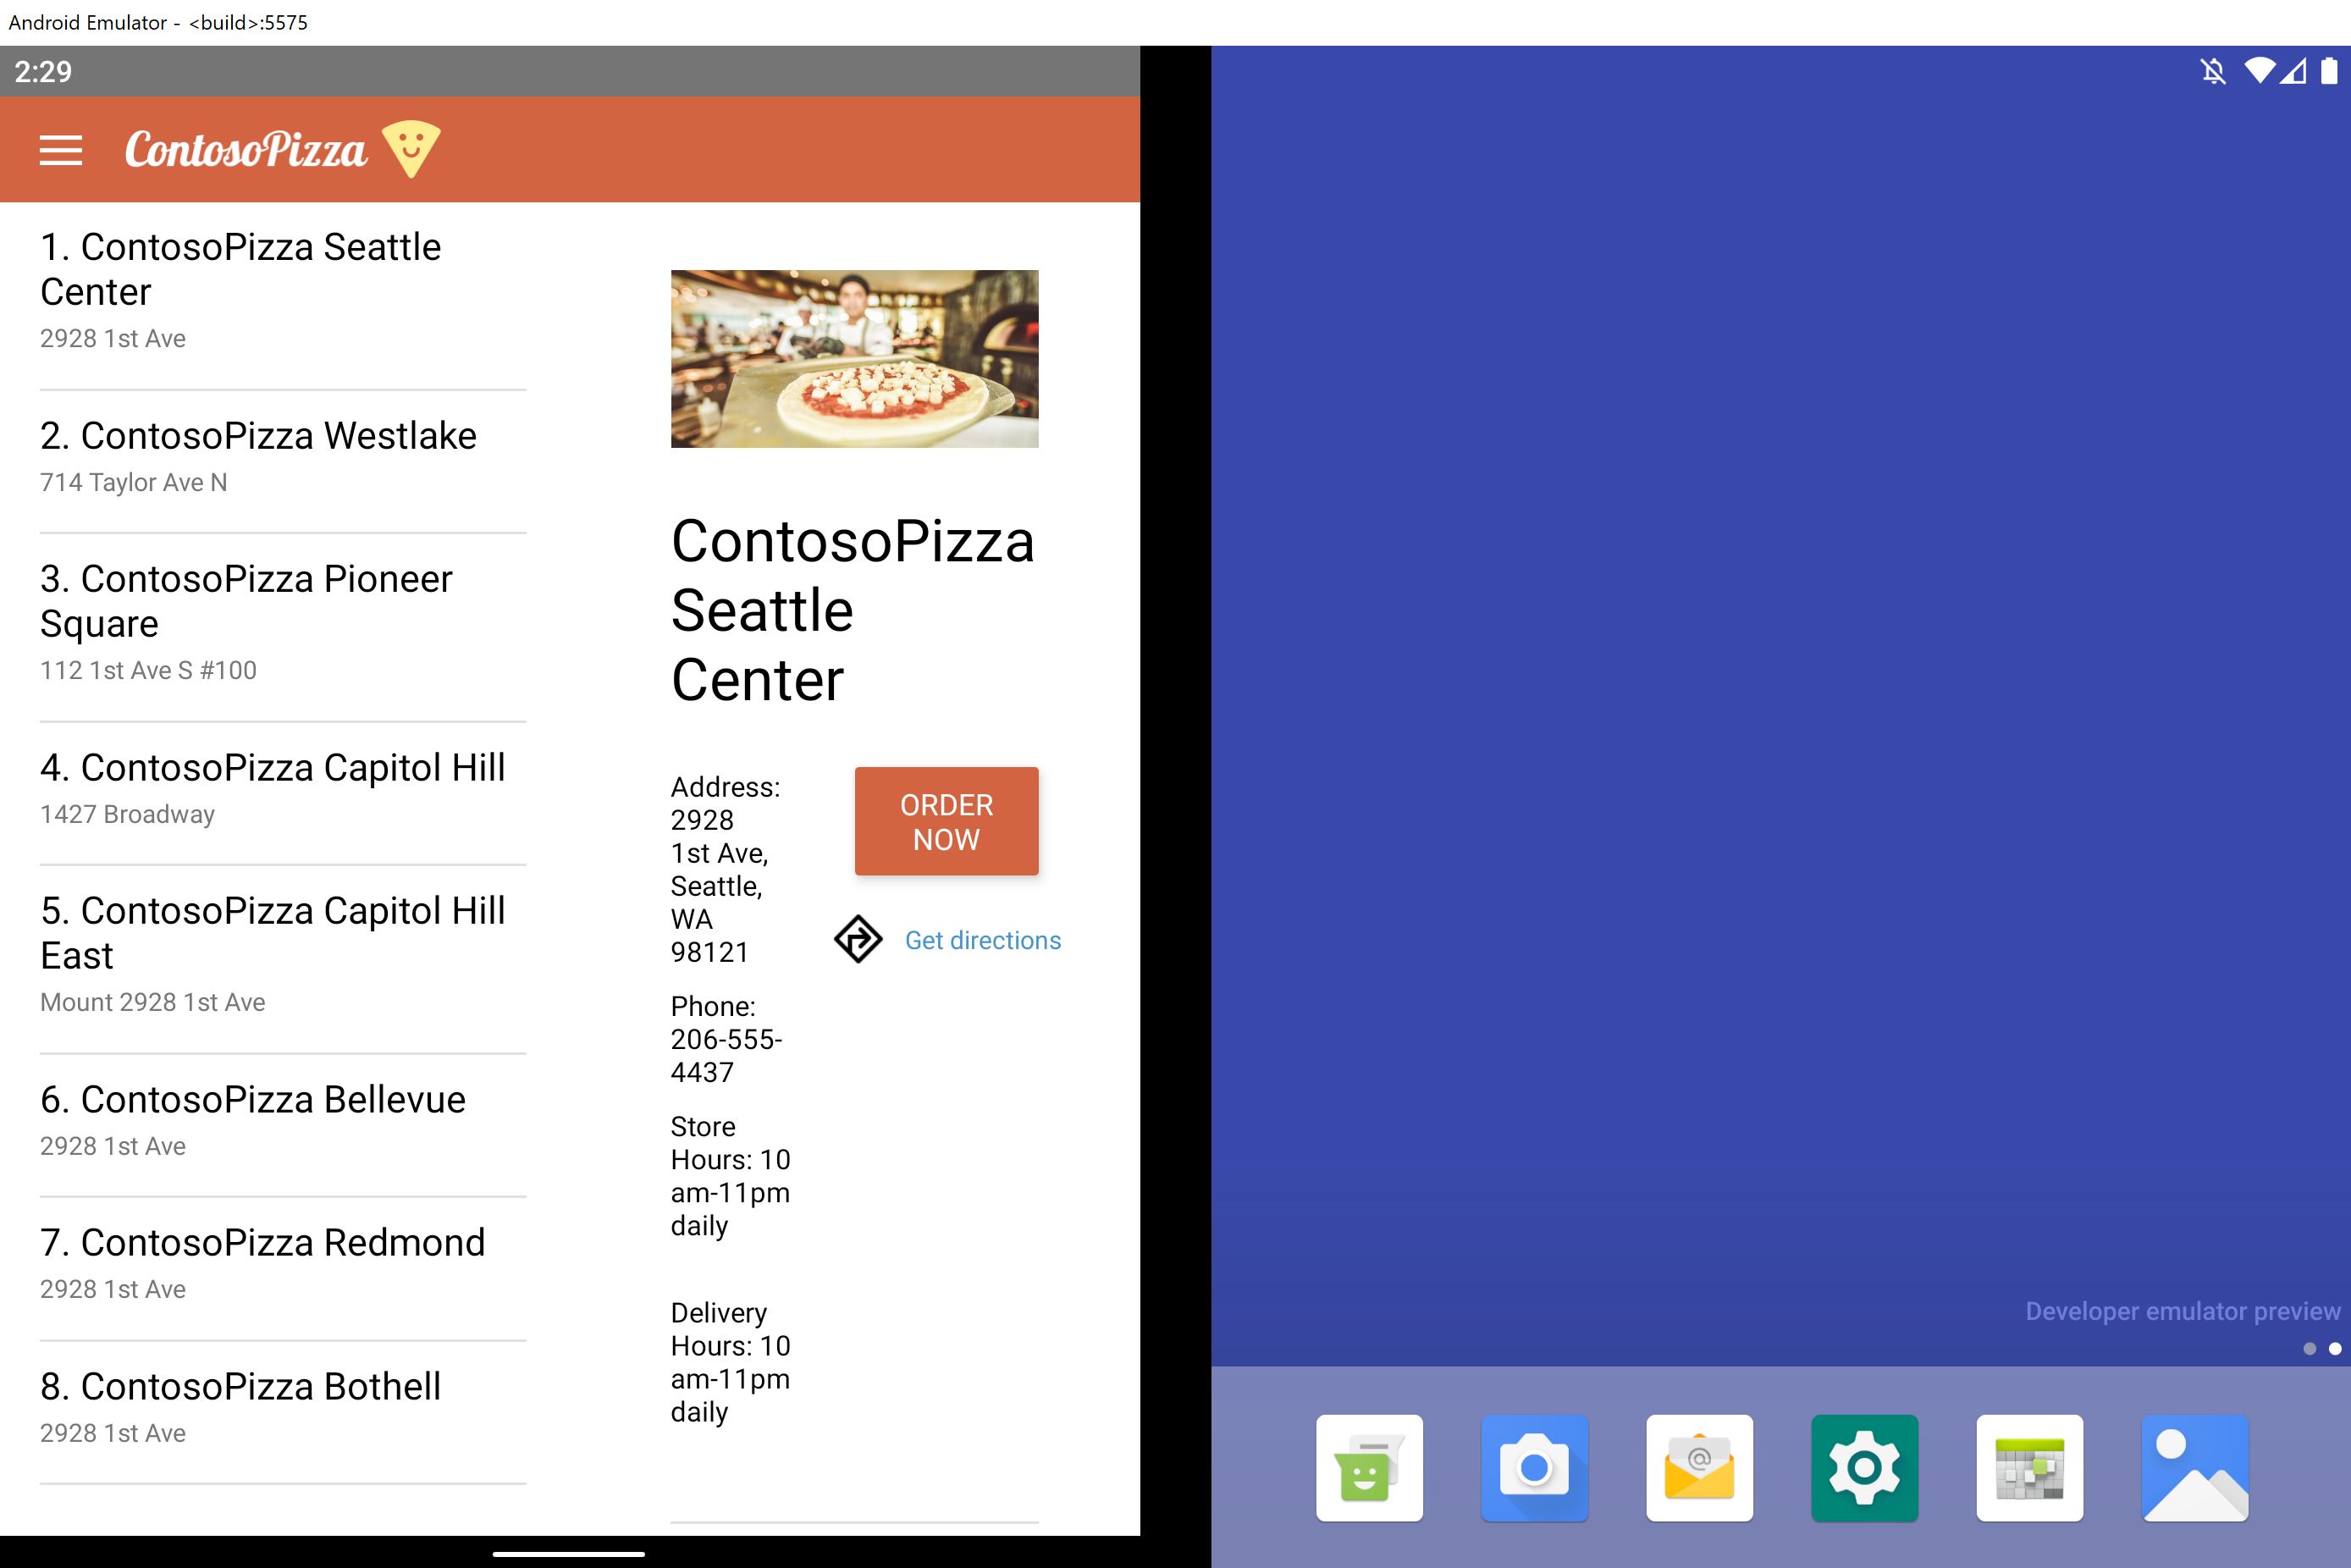 Android Emulator - <build>:5575
2:29
ContosoPizza
1. ContosoPizza Seattle
Center
2928 1st Ave
2. ContosoPizza Westlake
714 Taylor Ave N
3. ContosoPizza Pioneer
Square
112 1st Ave S #100
4. ContosoPizza Capitol Hill
1427 Broadway
5. ContosoPizza Capitol Hill
East
Mount 2928 1st Ave
6. ContosoPizza Bellevue
2928 1st Ave
7. ContosoPizza Redmond
2928 1st Ave
8. ContosoPizza Bothell
2928 1st Ave
ContosoPizza
Seattle
Center
Address:
2928
1st Ave,
Seattle,
WA
98121
ORDER
NOW
Get directions
Phone:
206-555-
4437
Store
Hours: 10
am-11pm
daily
Delivery
Hours: 10
am-11pm
daily
Developer emulator preview
@